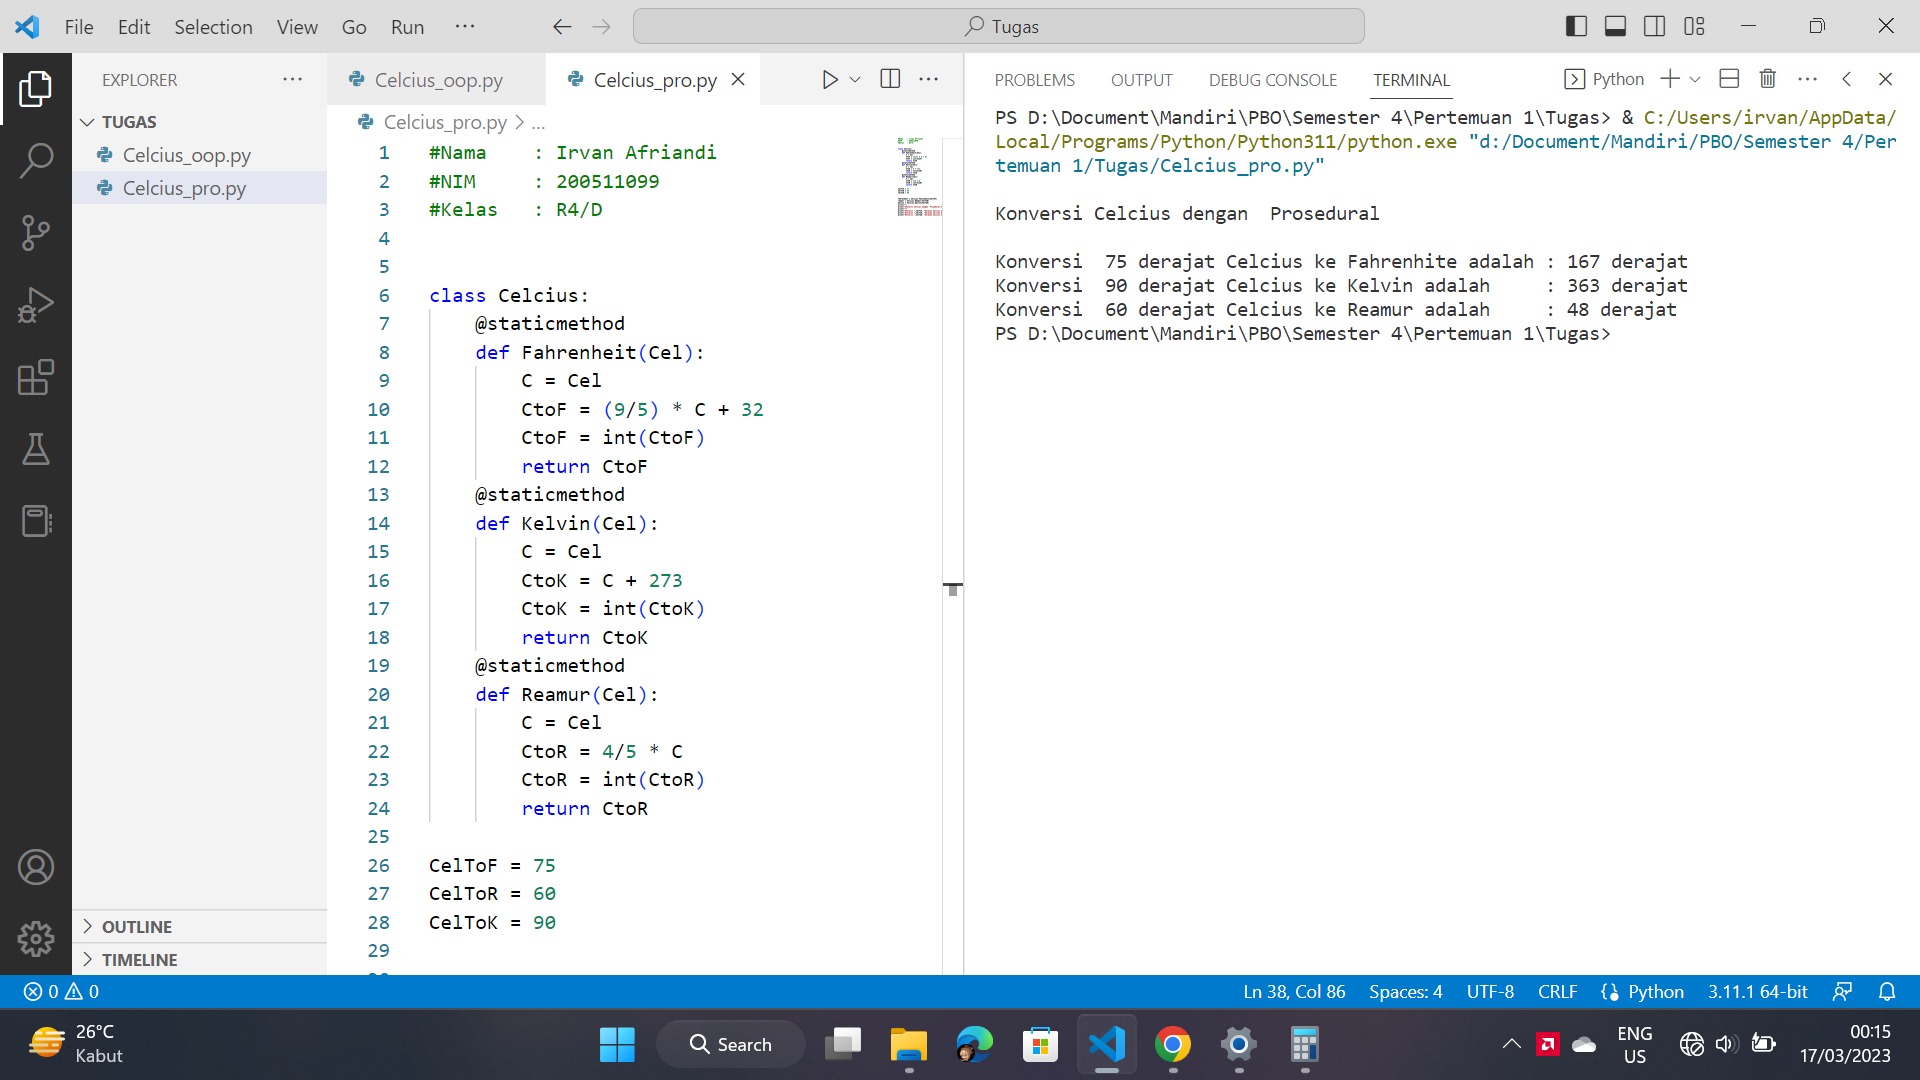 File Edit Selection View Go Run ···
Tugas
EXPLORER ···
TUGAS
Celcius_oop.py
Celcius_pro.py
OUTLINE
TIMELINE
Celcius_oop.py
Celcius_pro.py
Celcius_pro.py > ...
1 #Nama    : Irvan Afriandi
2 #NIM     : 200511099
3 #Kelas   : R4/D
4
5
6 class Celcius:
7     @staticmethod
8     def Fahrenheit(Cel):
9         C = Cel
10         CtoF = (9/5) * C + 32
11         CtoF = int(CtoF)
12         return CtoF
13     @staticmethod
14     def Kelvin(Cel):
15         C = Cel
16         CtoK = C + 273
17         CtoK = int(CtoK)
18         return CtoK
19     @staticmethod
20     def Reamur(Cel):
21         C = Cel
22         CtoR = 4/5 * C
23         CtoR = int(CtoR)
24         return CtoR
25
26 CelToF = 75
27 CelToR = 60
28 CelToK = 90
29
PROBLEMS OUTPUT DEBUG CONSOLE TERMINAL Python
PS D:\Document\Mandiri\PBO\Semester 4\Pertemuan 1\Tugas> & C:/Users/irvan/AppData/
Local/Programs/Python/Python311/python.exe "d:/Document/Mandiri/PBO/Semester 4/Per
temuan 1/Tugas/Celcius_pro.py"
Konversi Celcius dengan  Prosedural
Konversi  75 derajat Celcius ke Fahrenhite adalah : 167 derajat
Konversi  90 derajat Celcius ke Kelvin adalah     : 363 derajat
Konversi  60 derajat Celcius ke Reamur adalah     : 48 derajat
PS D:\Document\Mandiri\PBO\Semester 4\Pertemuan 1\Tugas>
0 0
Ln 38, Col 86 Spaces: 4 UTF-8 CRLF Python 3.11.1 64-bit
26°C
Kabut
Search
ENG
US
00:15
17/03/2023